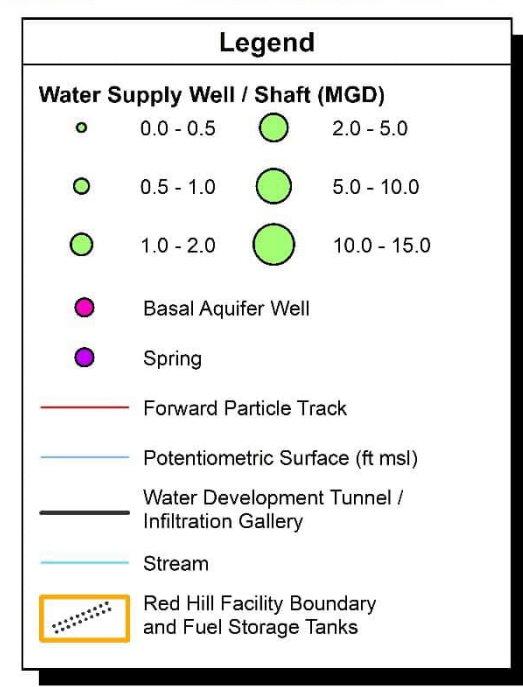 Legend
Water Supply Well / Shaft (MGD)
0.0 - 0.5 2.0 - 5.0
0.5 - 1.0 5.0 - 10.0
1.0 - 2.0 10.0 - 15.0
Basal Aquifer Well
Spring
Forward Particle Track
Potentiometric Surface (ft msl)
Water Development Tunnel /
Infiltration Gallery
Stream
Red Hill Facility Boundary
and Fuel Storage Tanks